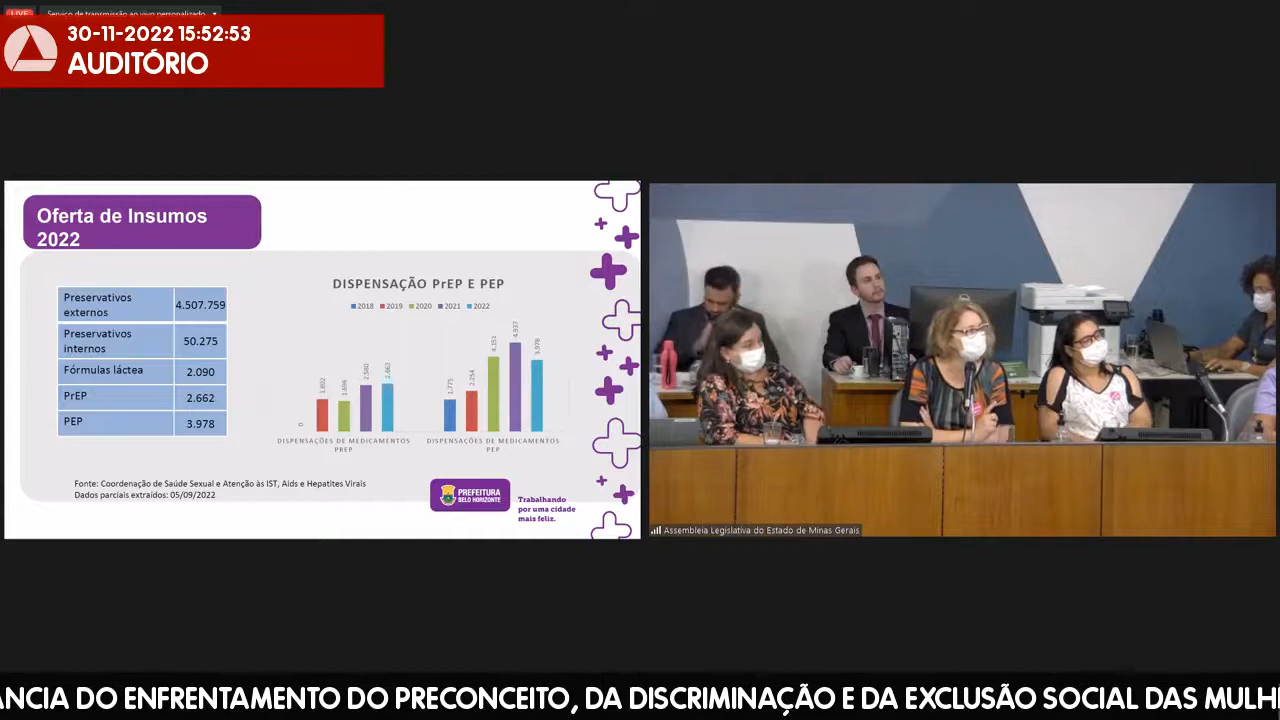 LIVE
Serviço de transmissão ao vivo personalizado
30-11-2022 15:52:53
AUDITÓRIO
Oferta de Insumos
2022
Preservativos externos 4.507.759
Preservativos internos 50.275
Fórmulas láctea 2.090
PrEP 2.662
PEP 3.978
DISPENSAÇÃO PrEP E PEP
2018 2019 2020 2021 2022
0 1.802 1.696 2.580 2.662
1.775 2.254 4.151 4.937 3.978
DISPENSAÇÕES DE MEDICAMENTOS PREP
DISPENSAÇÕES DE MEDICAMENTOS PEP
Fonte: Coordenação de Saúde Sexual e Atenção às IST, Aids e Hepatites Virais
Dados parciais extraídos: 05/09/2022
PREFEITURA
BELO HORIZONTE
Trabalhando
por uma cidade
mais feliz.
Assembleia Legislativa do Estado de Minas Gerais
ÂNCIA DO ENFRENTAMENTO DO PRECONCEITO, DA DISCRIMINAÇÃO E DA EXCLUSÃO SOCIAL DAS MULH